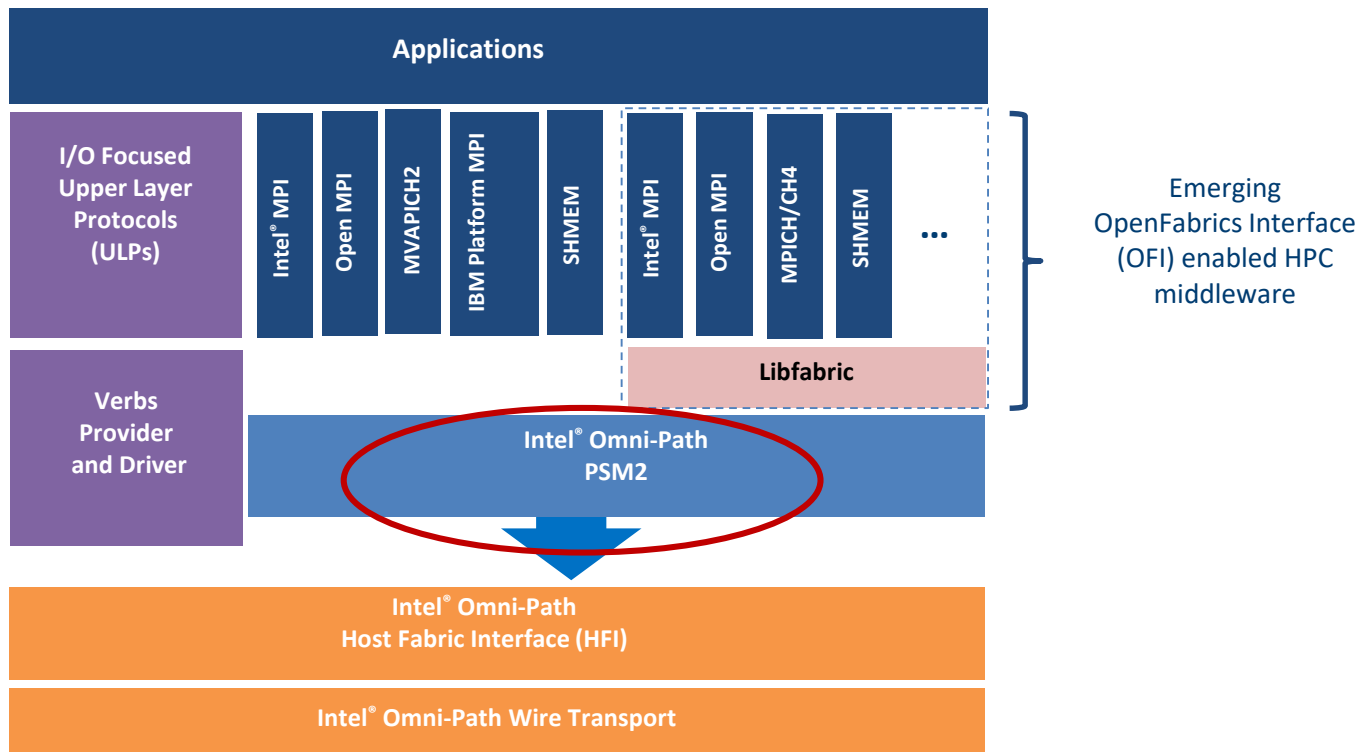 Applications
I/O Focused
Upper Layer
Protocols
(ULPs)
Intel® MPI
Open MPI
MVAPICH2
IBM Platform MPI
SHMEM
Intel® MPI
Open MPI
MPICH/CH4
SHMEM
...
Emerging
OpenFabrics Interface
(OFI) enabled HPC
middleware
Libfabric
Verbs
Provider
and Driver
Intel® Omni-Path
PSM2
Intel® Omni-Path
Host Fabric Interface (HFI)
Intel® Omni-Path Wire Transport